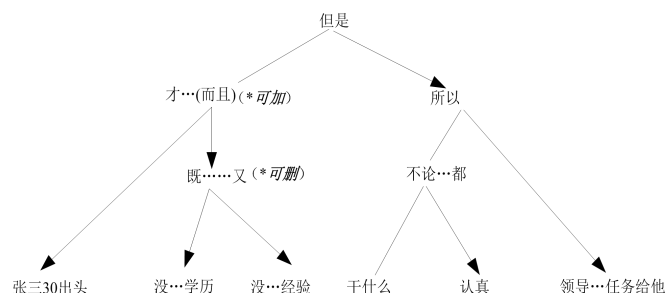 但是
才…(而且)(*可加)
所以
既……又(*可删)
不论…都
张三30出头
没…学历
没…经验
干什么
认真
领导…任务给他